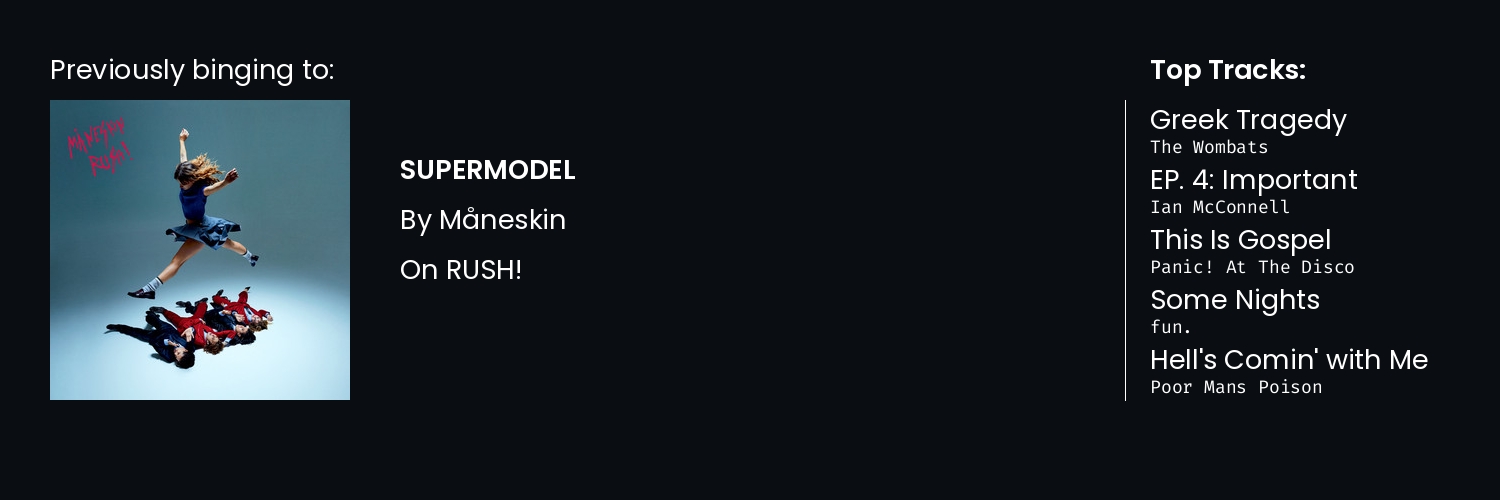 Previously binging to:
MÅNESKIN
RUSH!
SUPERMODEL
By Måneskin
On RUSH!
Top Tracks:
Greek Tragedy
The Wombats
EP. 4: Important
Ian McConnell
This Is Gospel
Panic! At The Disco
Some Nights
fun.
Hell's Comin' with Me
Poor Mans Poison